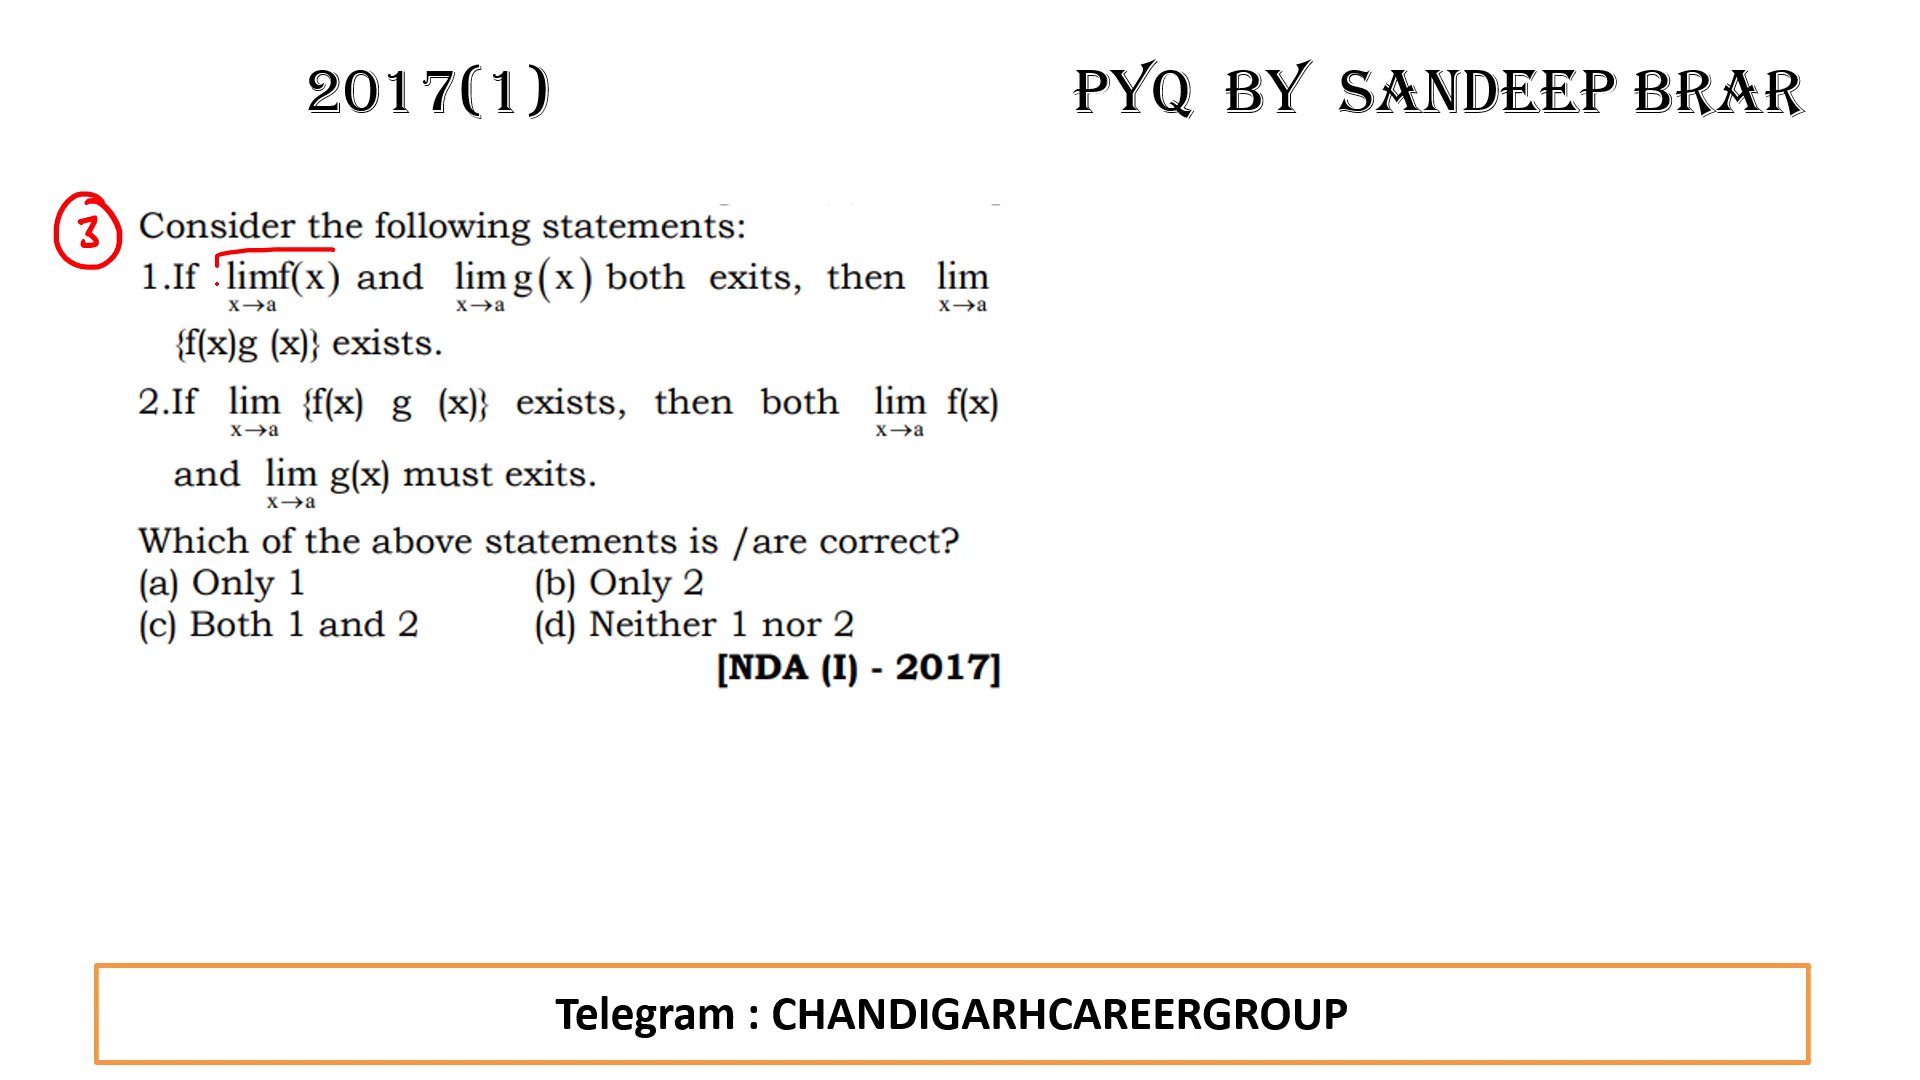 2017(1) PYQ BY SANDEEP BRAR
3 Consider the following statements:
1.If lim f(x) and lim g(x) both exits, then lim
x→a x→a x→a
{f(x)g (x)} exists.
2.If lim {f(x) g (x)} exists, then both lim f(x)
x→a x→a
and lim g(x) must exits.
x→a
Which of the above statements is /are correct?
(a) Only 1 (b) Only 2
(c) Both 1 and 2 (d) Neither 1 nor 2
[NDA (I) - 2017]
Telegram : CHANDIGARHCAREERGROUP